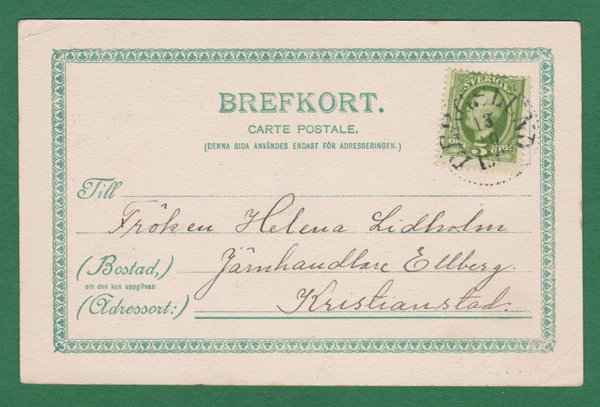 BREFKORT.
CARTE POSTALE.
(DENNA SIDA ANVÄNDES ENDAST FÖR ADRESSERINGEN.)
SVERIGE
5
Till
Fröken Helena Lidholm
(Bostad,)
Järnhandlare Ellberg.
om den kan uppgifvas:
(Adressort:)
Kristianstad.